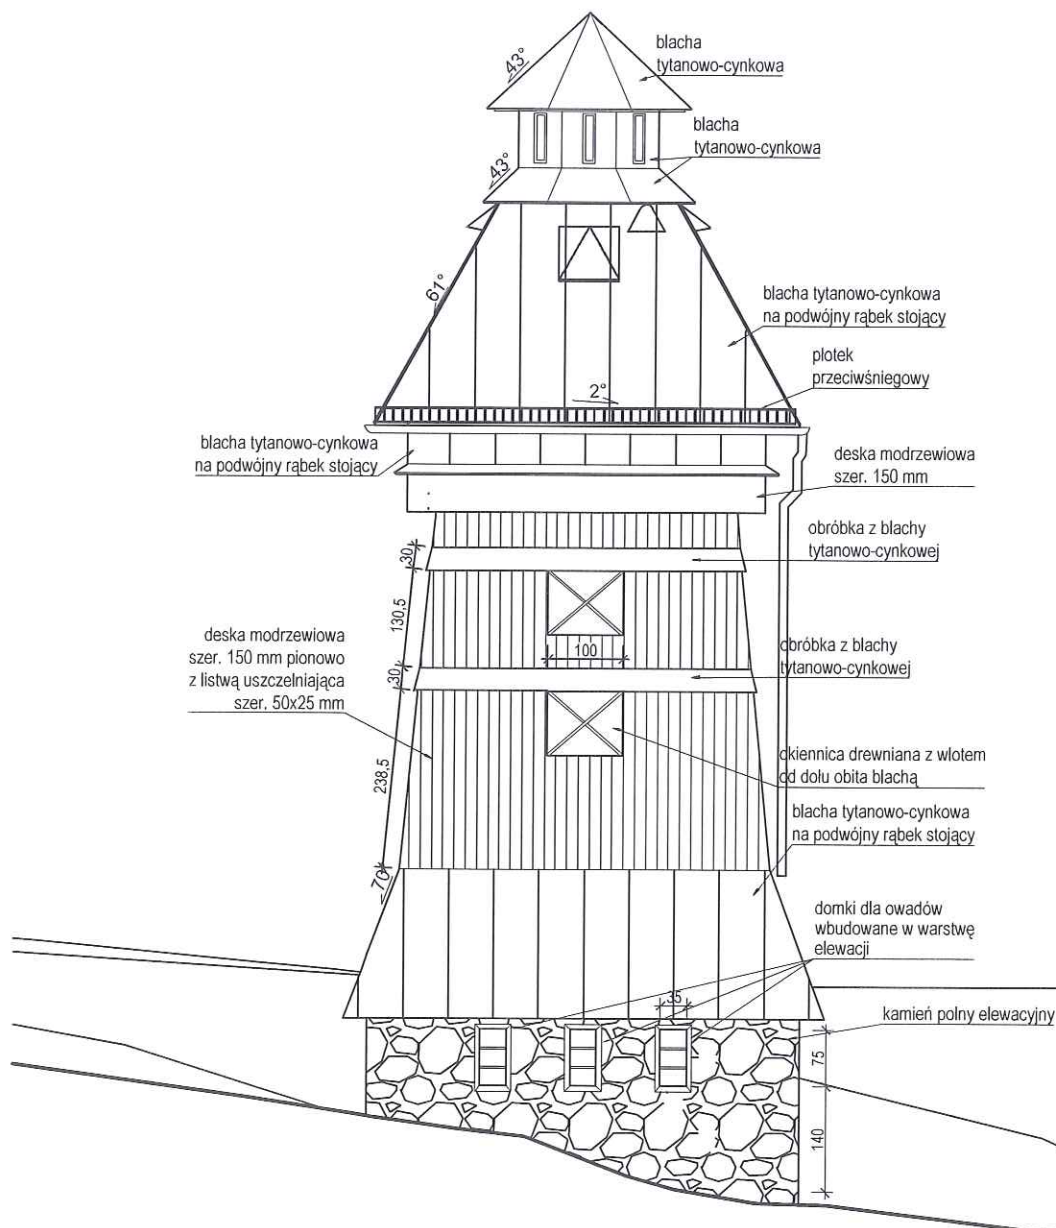 43°
blacha
tytanowo-cynkowa
blacha
tytanowo-cynkowa
43°
61°
blacha tytanowo-cynkowa
na podwójny rąbek stojący
płotek
przeciwśniegowy
2°
blacha tytanowo-cynkowa
na podwójny rąbek stojący
deska modrzewiowa
szer. 150 mm
obróbka z blachy
tytanowo-cynkowej
30
130,5
deska modrzewiowa
szer. 150 mm pionowo
z listwą uszczelniająca
szer. 50x25 mm
100
obróbka z blachy
tytanowo-cynkowej
30
238,5
okiennica drewniana z wlotem
od dołu obita blachą
blacha tytanowo-cynkowa
na podwójny rąbek stojący
70
domki dla owadów
wbudowane w warstwę
elewacji
35
kamień polny elewacyjny
75
140